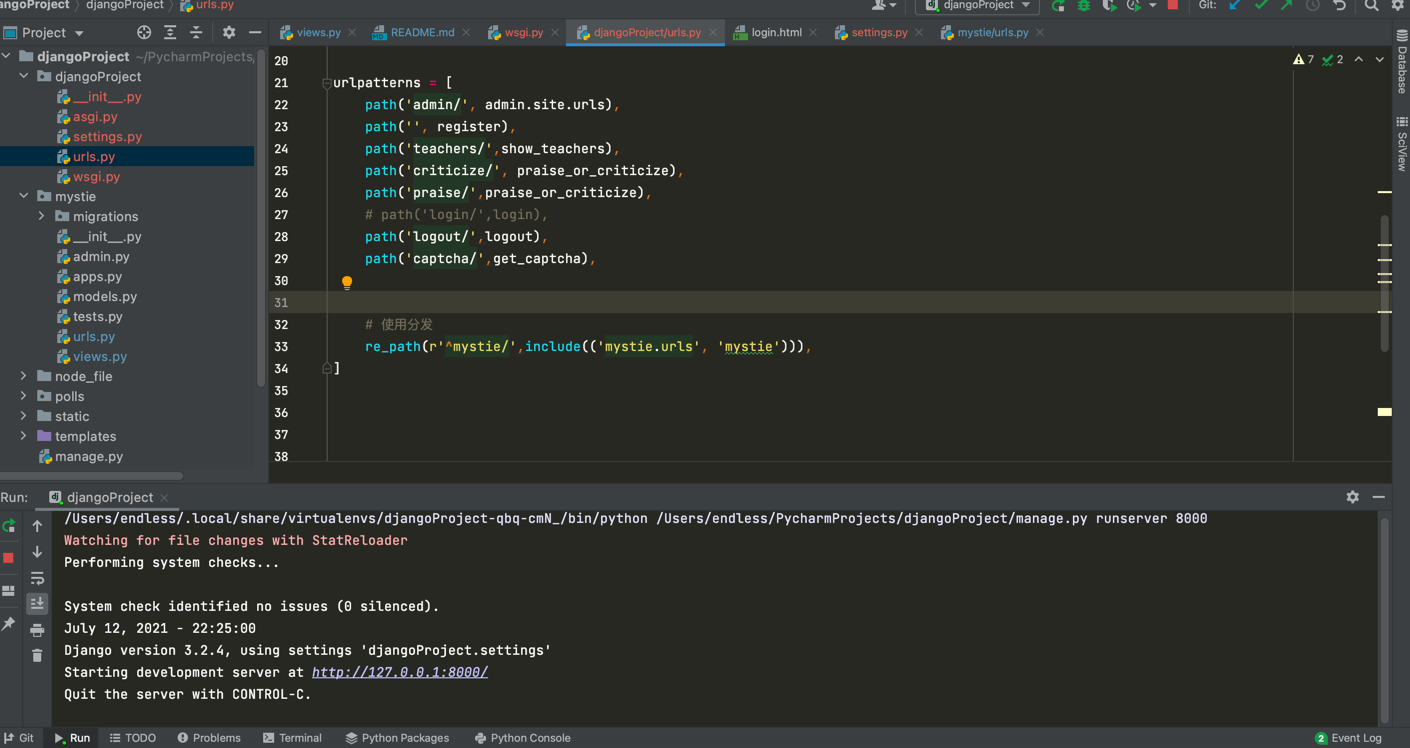 djangoProject djangoProject urls.py djangoProject Git:
Project views.py README.md wsgi.py djangoProject/urls.py login.html settings.py mystie/urls.py
djangoProject ~/PycharmProjects/
djangoProject
__init__.py
asgi.py
settings.py
urls.py
wsgi.py
mystie
migrations
__init__.py
admin.py
apps.py
models.py
tests.py
urls.py
views.py
node_file
polls
static
templates
manage.py
7 2
20
21 urlpatterns = [
22 path('admin/', admin.site.urls),
23 path('', register),
24 path('teachers/',show_teachers),
25 path('criticize/', praise_or_criticize),
26 path('praise/',praise_or_criticize),
27 # path('login/',login),
28 path('logout/',logout),
29 path('captcha/',get_captcha),
30
31
32 # 使用分发
33 re_path(r'^mystie/',include(('mystie.urls', 'mystie'))),
34 ]
35
36
37
38
Database
SciView
Run: djangoProject
/Users/endless/.local/share/virtualenvs/djangoProject-qbq-cmN_/bin/python /Users/endless/PycharmProjects/djangoProject/manage.py runserver 8000
Watching for file changes with StatReloader
Performing system checks...
System check identified no issues (0 silenced).
July 12, 2021 - 22:25:00
Django version 3.2.4, using settings 'djangoProject.settings'
Starting development server at http://127.0.0.1:8000/
Quit the server with CONTROL-C.
Git Run TODO Problems Terminal Python Packages Python Console 2 Event Log